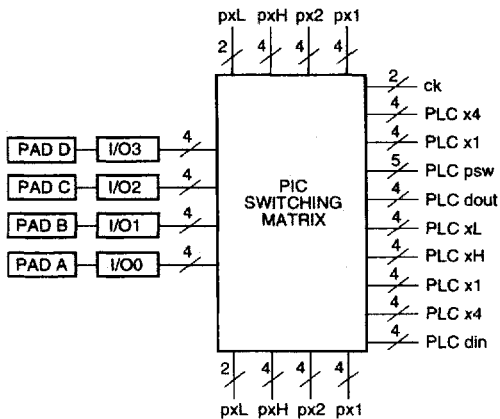 pxL pxH px2 px1
2 4 4 4
2 ck
4 PLC x4
4 PLC x1
5 PLC psw
4 PLC dout
4 PLC xL
4 PLC xH
4 PLC x1
4 PLC x4
4 PLC din
PAD D I/O3 4
PAD C I/O2 4
PAD B I/O1 4
PAD A I/O0 4
PIC
SWITCHING
MATRIX
2 4 4 4
pxL pxH px2 px1